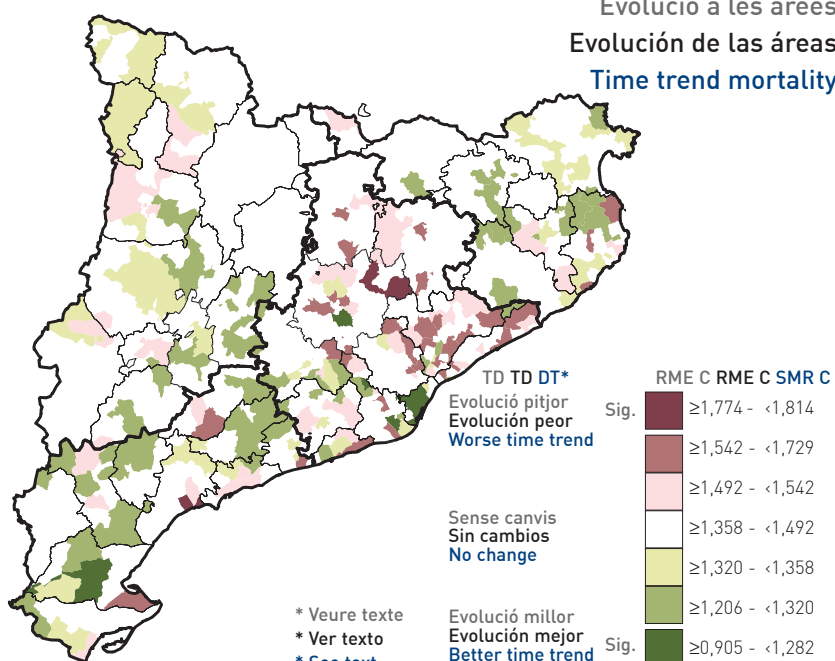 Evolució a les àrees
Evolución de las áreas
Time trend mortality
TD TD DT*
RME C RME C SMR C
Evolució pitjor
Evolución peor
Worse time trend
Sig.
≥1,774 - <1,814
≥1,542 - <1,729
≥1,492 - <1,542
Sense canvis
Sin cambios
No change
≥1,358 - <1,492
≥1,320 - <1,358
≥1,206 - <1,320
Evolució millor
Evolución mejor
Better time trend
Sig.
≥0,905 - <1,282
* Veure texte
* Ver texto
* See text